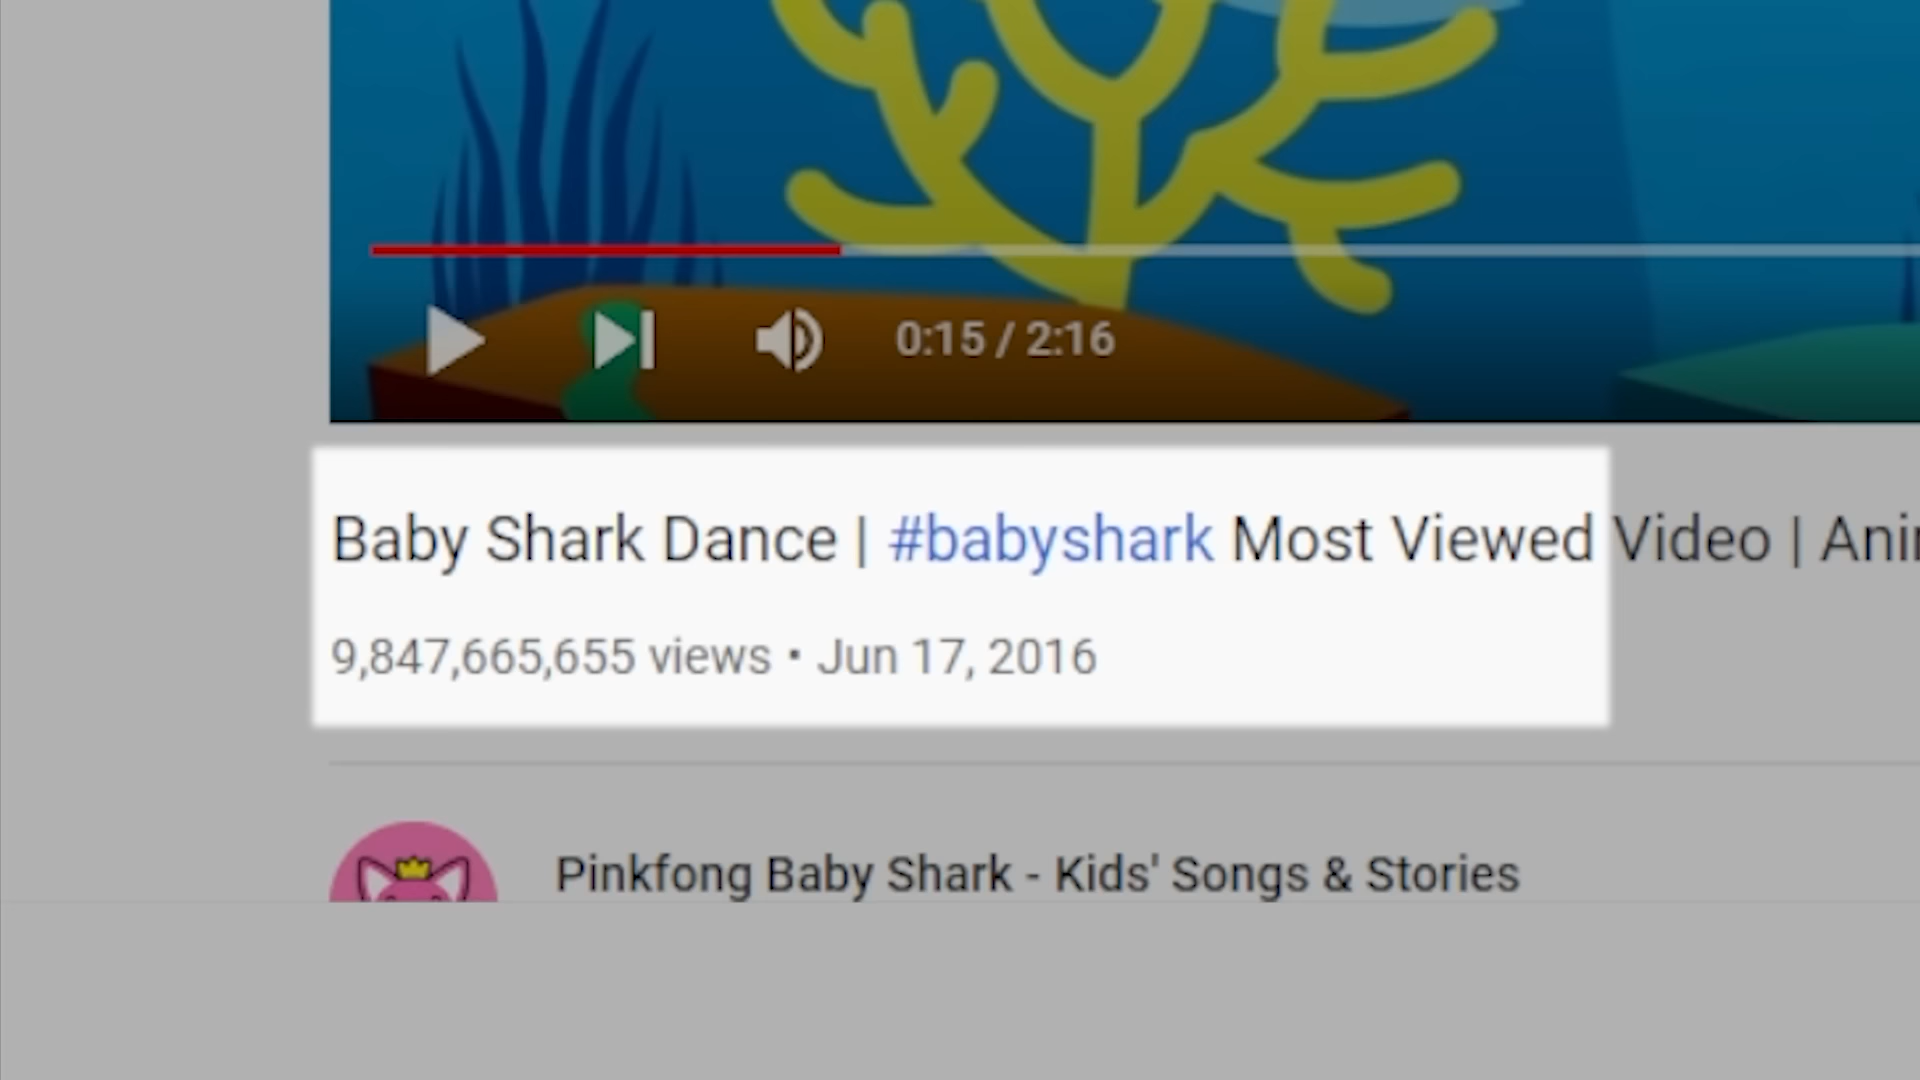 0:15 / 2:16
Baby Shark Dance | #babyshark Most Viewed Video |
9,847,665,655 views • Jun 17, 2016
Pinkfong Baby Shark - Kids' Songs & Stories